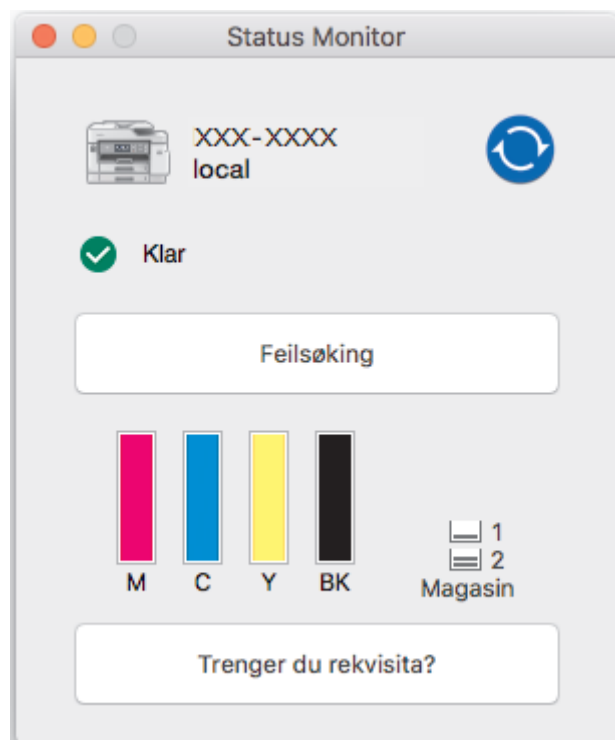 Status Monitor
XXX-XXXX
local
Klar
Feilsøking
M C Y BK
1
2
Magasin
Trenger du rekvisita?